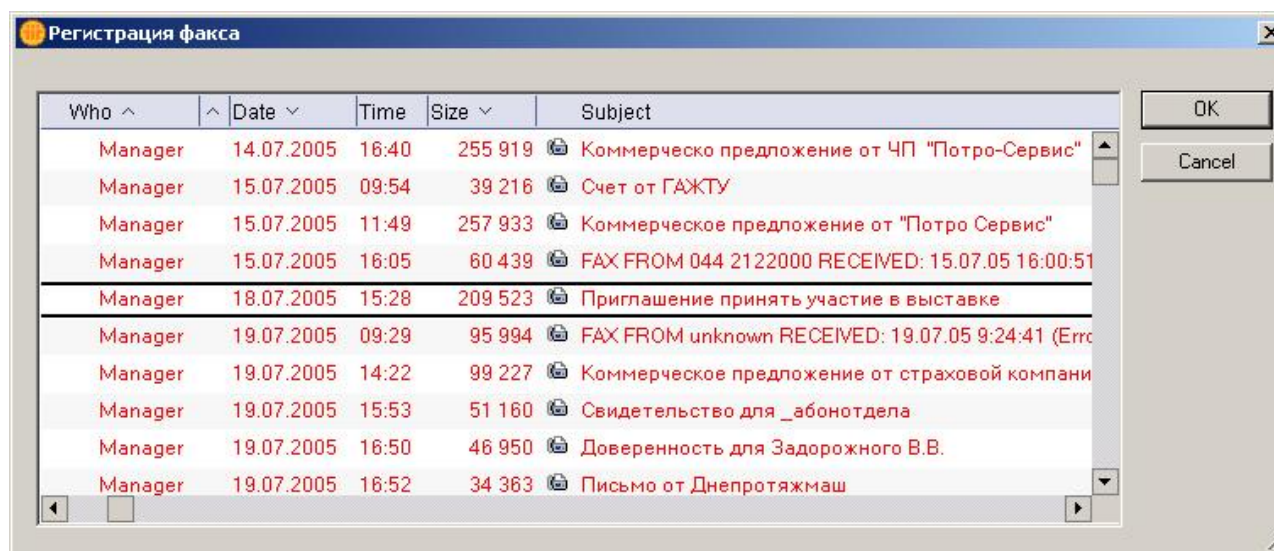 Регистрация факса
Who Date Time Size Subject
OK
Manager 14.07.2005 16:40 255 919 Коммерческо предложение от ЧП "Потро-Сервис"
Cancel
Manager 15.07.2005 09:54 39 216 Счет от ГАЖТУ
Manager 15.07.2005 11:49 257 933 Коммерческое предложение от "Потро Сервис"
Manager 15.07.2005 16:05 60 439 FAX FROM 044 2122000 RECEIVED: 15.07.05 16:00:51
Manager 18.07.2005 15:28 209 523 Приглашение принять участие в выставке
Manager 19.07.2005 09:29 95 994 FAX FROM unknown RECEIVED: 19.07.05 9:24:41 (Erro
Manager 19.07.2005 14:22 99 227 Коммерческое предложение от страховой компани
Manager 19.07.2005 15:53 51 160 Свидетельство для _абонотдела
Manager 19.07.2005 16:50 46 950 Доверенность для Задорожного В.В.
Manager 19.07.2005 16:52 34 363 Письмо от Днепротяжмаш